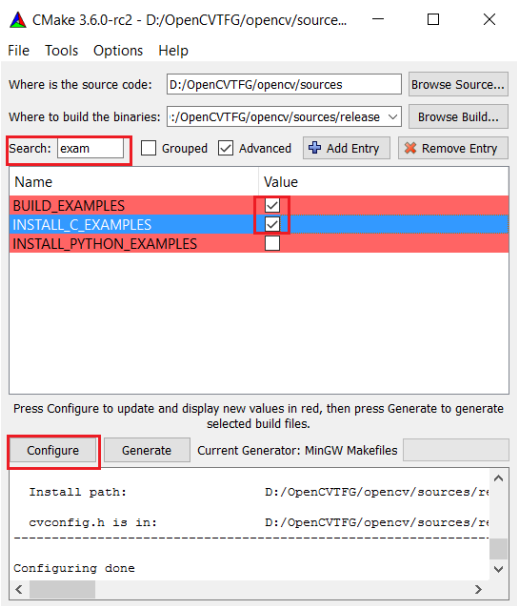 CMake 3.6.0-rc2 - D:/OpenCVTFG/opencv/source...
File Tools Options Help
Where is the source code: D:/OpenCVTFG/opencv/sources Browse Source...
Where to build the binaries: :/OpenCVTFG/opencv/sources/release Browse Build...
Search: exam Grouped Advanced Add Entry Remove Entry
Name Value
BUILD_EXAMPLES
INSTALL_C_EXAMPLES
INSTALL_PYTHON_EXAMPLES
Press Configure to update and display new values in red, then press Generate to generate
selected build files.
Configure Generate Current Generator: MinGW Makefiles
Install path: D:/OpenCVTFG/opencv/sources/re
cvconfig.h is in: D:/OpenCVTFG/opencv/sources/re
Configuring done